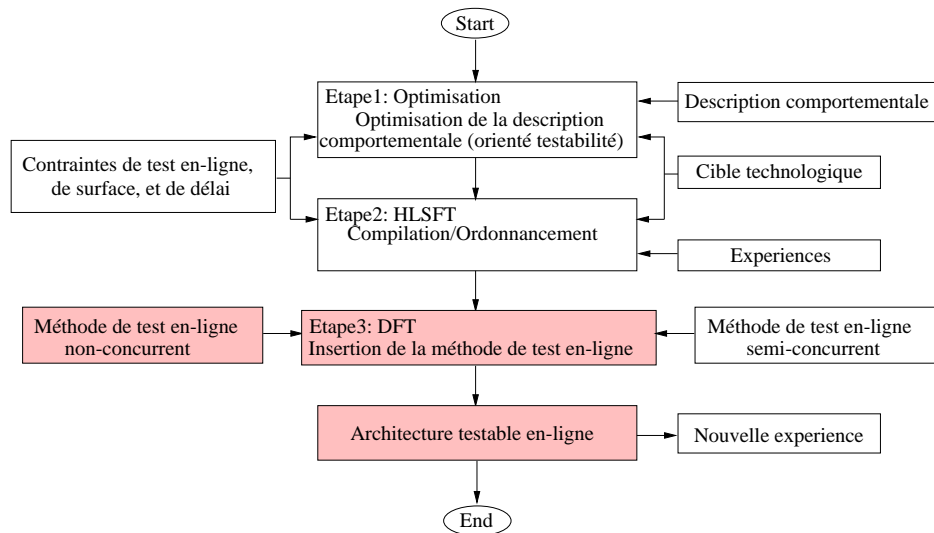 Start
Etape1: Optimisation
Optimisation de la description
comportementale (orienté testabilité)
Description comportementale
Contraintes de test en-ligne,
de surface, et de délai
Cible technologique
Etape2: HLSFT
Compilation/Ordonnancement
Experiences
Méthode de test en-ligne
non-concurrent
Etape3: DFT
Insertion de la méthode de test en-ligne
Méthode de test en-ligne
semi-concurrent
Architecture testable en-ligne
Nouvelle experience
End